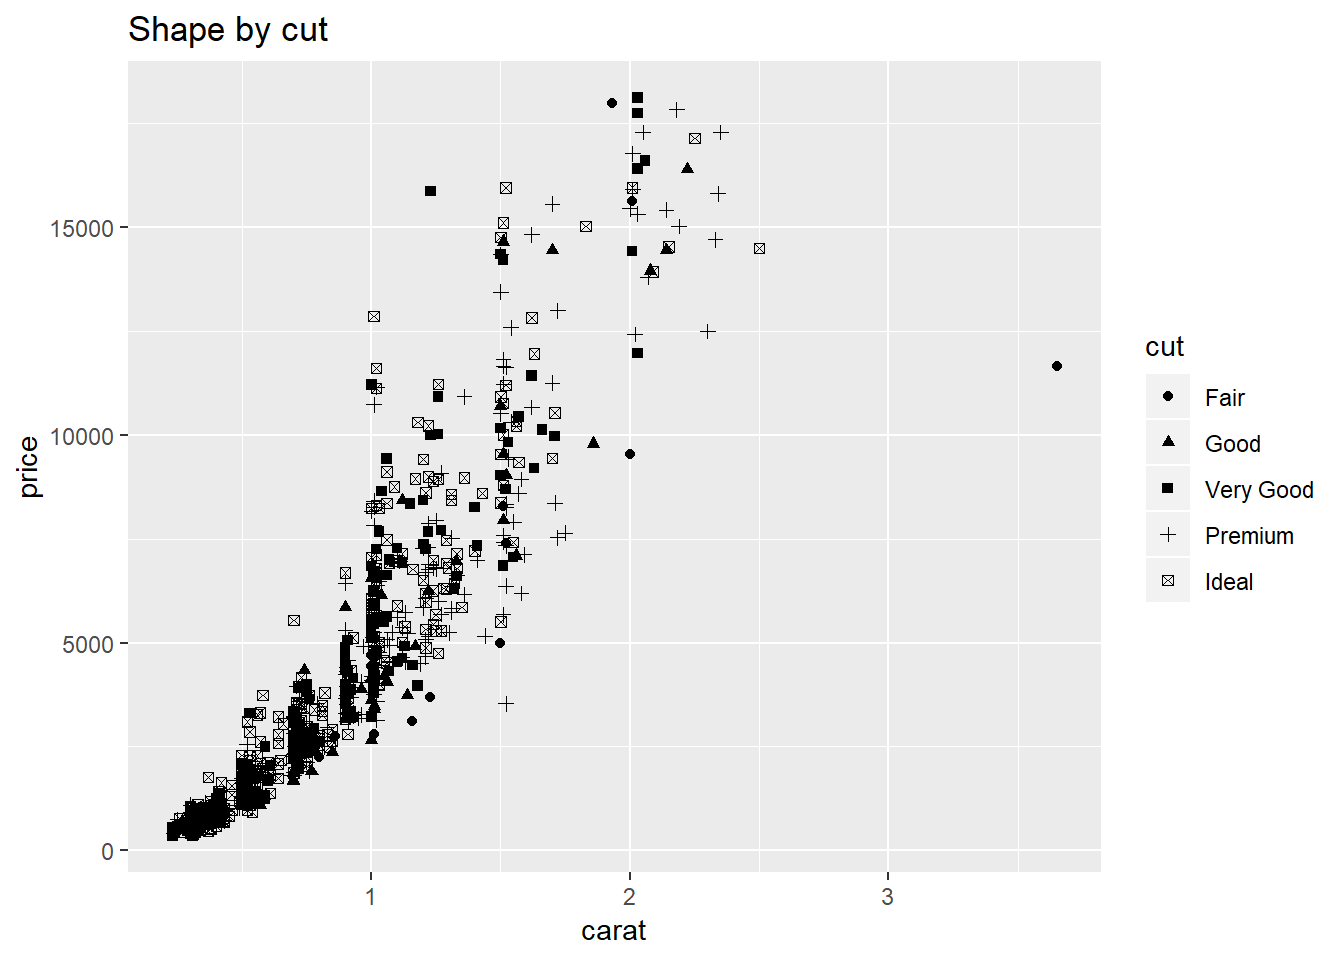 Shape by cut
price
15000
10000
5000
0
1
2
3
carat
cut
Fair
Good
Very Good
Premium
Ideal